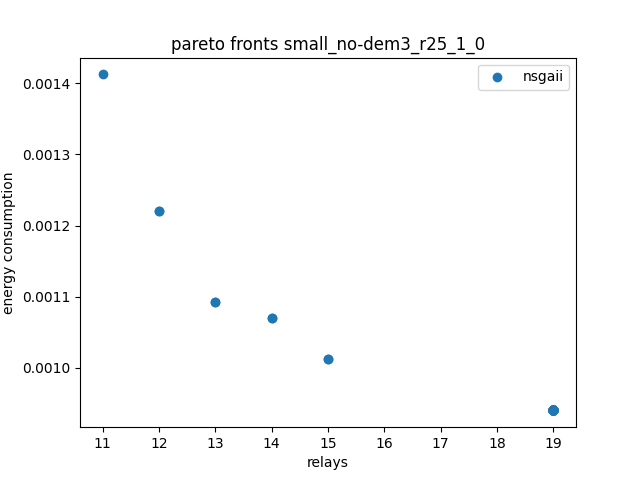 pareto fronts small_no-dem3_r25_1_0
nsgaii
energy consumption
0.0014
0.0013
0.0012
0.0011
0.0010
11 12 13 14 15 16 17 18 19
relays